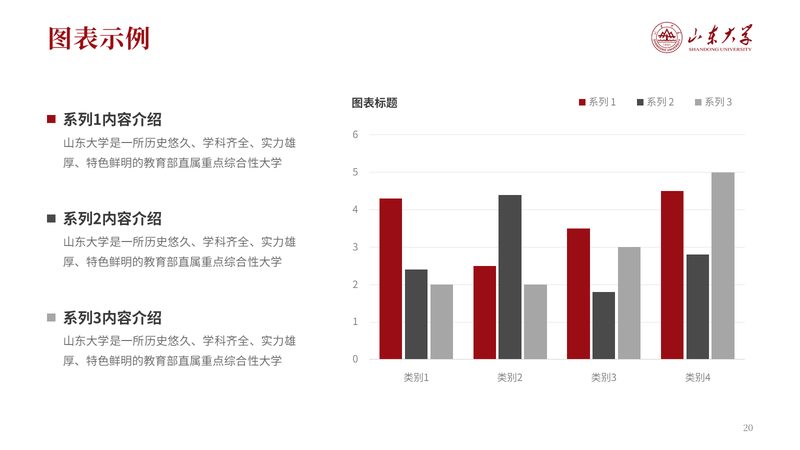 图表示例
山东大学
SHANDONG UNIVERSITY
系列1内容介绍
山东大学是一所历史悠久、学科齐全、实力雄
厚、特色鲜明的教育部直属重点综合性大学
系列2内容介绍
山东大学是一所历史悠久、学科齐全、实力雄
厚、特色鲜明的教育部直属重点综合性大学
系列3内容介绍
山东大学是一所历史悠久、学科齐全、实力雄
厚、特色鲜明的教育部直属重点综合性大学
图表标题
系列 1 系列 2 系列 3
6
5
4
3
2
1
0
类别1 类别2 类别3 类别4
20